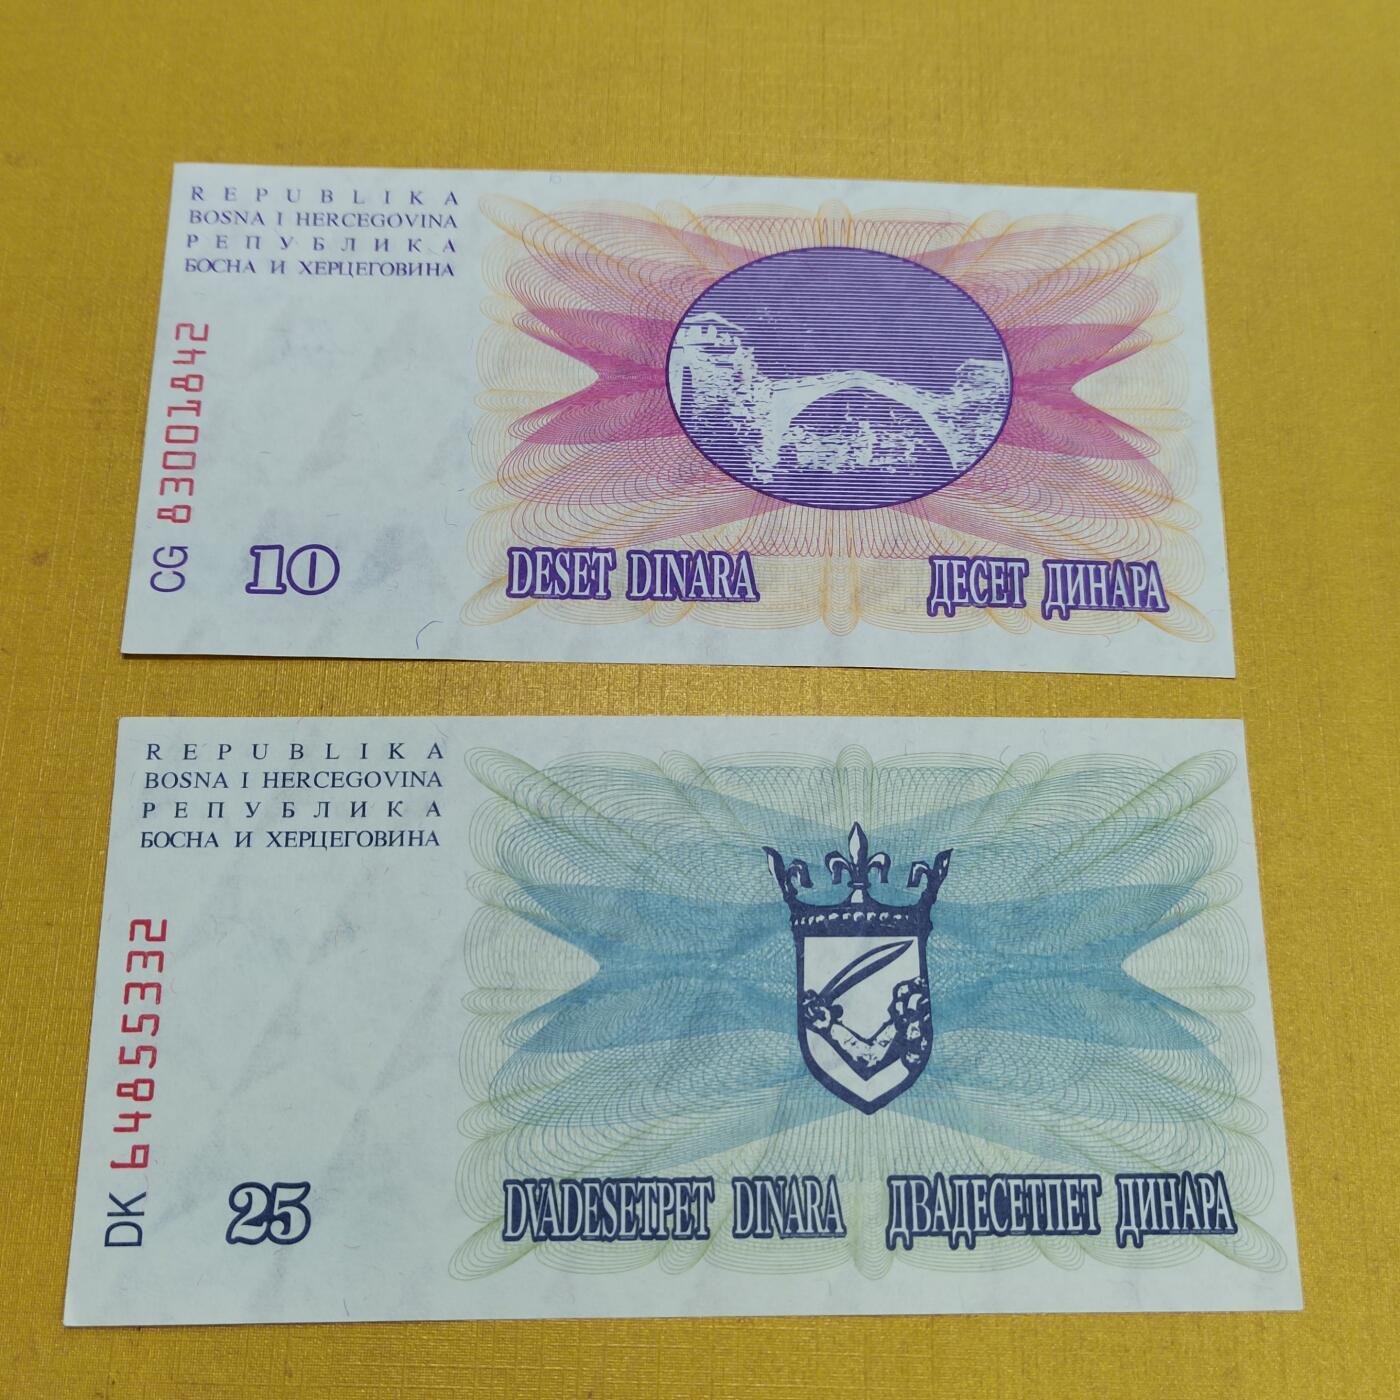 REPUBLIKA
BOSNA I HERCEGOVINA
РЕПУБЛИКА
БОСНА И ХЕРЦЕГОВИНА
CG 83001842
10
DESET DINARA ДЕСЕТ ДИНАРА
REPUBLIKA
BOSNA I HERCEGOVINA
РЕПУБЛИКА
БОСНА И ХЕРЦЕГОВИНА
DK 64855332
25
DVADESETPET DINARA ДВАДЕСЕТПЕТ ДИНАРА